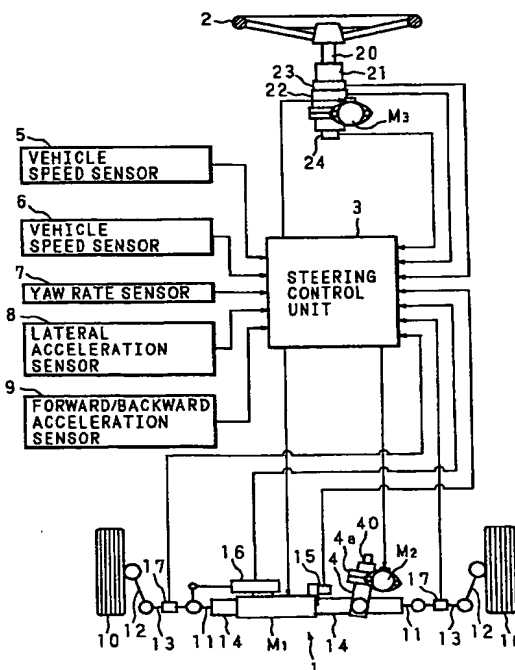 2
20
21
23
22
M3
24
5
VEHICLE
SPEED SENSOR
6
VEHICLE
SPEED SENSOR
7
YAW RATE SENSOR
8
LATERAL
ACCELERATION
SENSOR
9
FORWARD/BACKWARD
ACCELERATION
SENSOR
3
STEERING
CONTROL
UNIT
16
15
4
4a
40
M2
17
17
10
12
13
11
14
M1
14
11
13
12
10
1